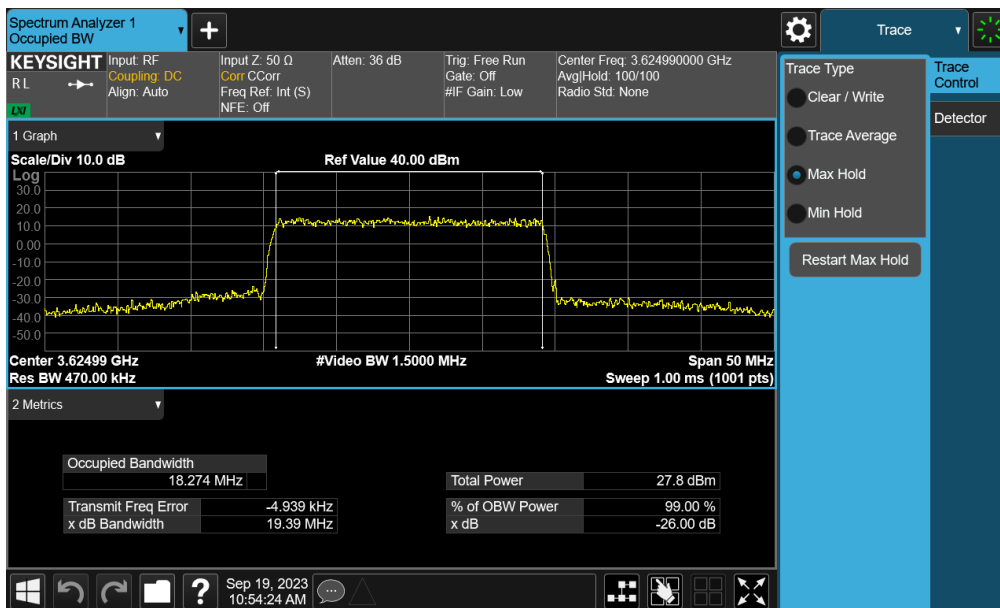 Spectrum Analyzer 1
Occupied BW
Trace
KEYSIGHT
R L
LXI
Input: RF
Coupling: DC
Align: Auto
Input Z: 50 Ω
Corr CCorr
Freq Ref: Int (S)
NFE: Off
Atten: 36 dB
Trig: Free Run
Gate: Off
#IF Gain: Low
Center Freq: 3.624990000 GHz
Avg|Hold: 100/100
Radio Std: None
1 Graph
Scale/Div 10.0 dB
Ref Value 40.00 dBm
Log
30.0
20.0
10.0
0.00
-10.0
-20.0
-30.0
-40.0
-50.0
Center 3.62499 GHz
#Video BW 1.5000 MHz
Span 50 MHz
Res BW 470.00 kHz
Sweep 1.00 ms (1001 pts)
2 Metrics
Occupied Bandwidth
18.274 MHz
Total Power 27.8 dBm
Transmit Freq Error -4.939 kHz
% of OBW Power 99.00 %
x dB Bandwidth 19.39 MHz
x dB -26.00 dB
Trace Type
Clear / Write
Trace Average
Max Hold
Min Hold
Restart Max Hold
Trace
Control
Detector
?
Sep 19, 2023
10:54:24 AM